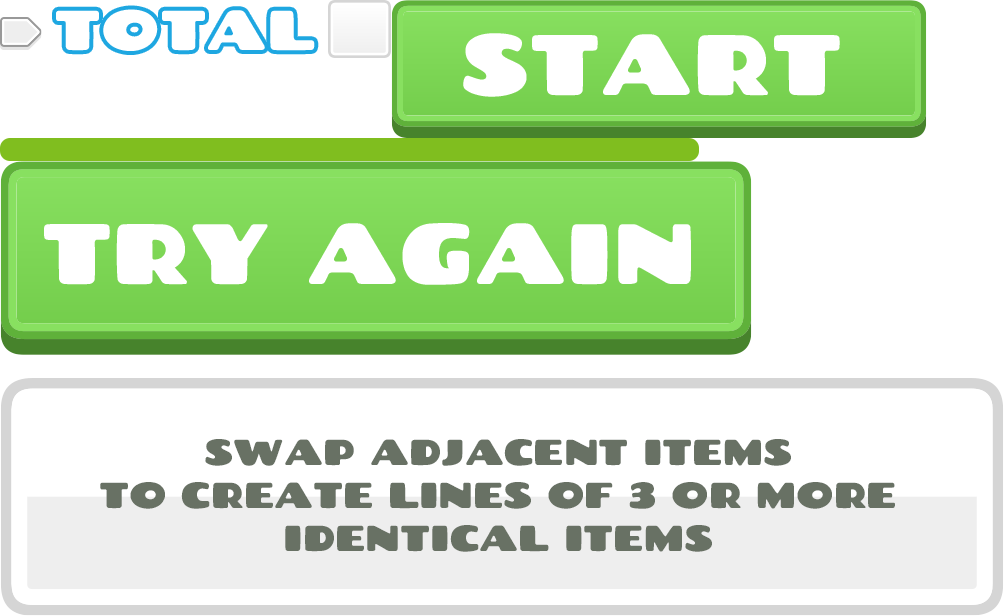 TOTAL
START
TRY AGAIN
SWAP ADJACENT ITEMS
TO CREATE LINES OF 3 OR MORE
IDENTICAL ITEMS